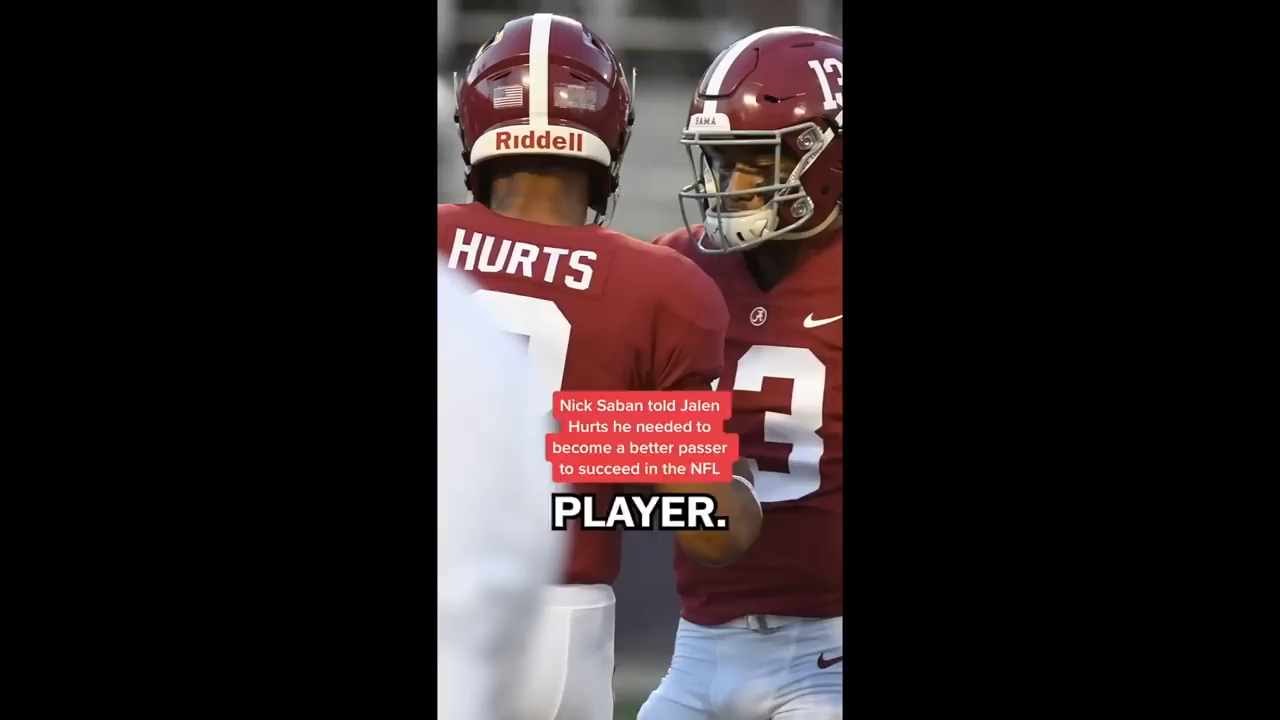 13
BAMA
Riddell
HURTS
13
Nick Saban told Jalen
Hurts he needed to
become a better passer
to succeed in the NFL
PLAYER.